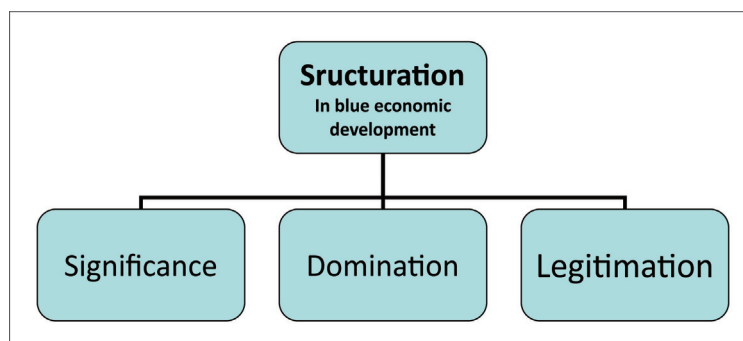 Sructuration
In blue economic
development
Significance
Domination
Legitimation